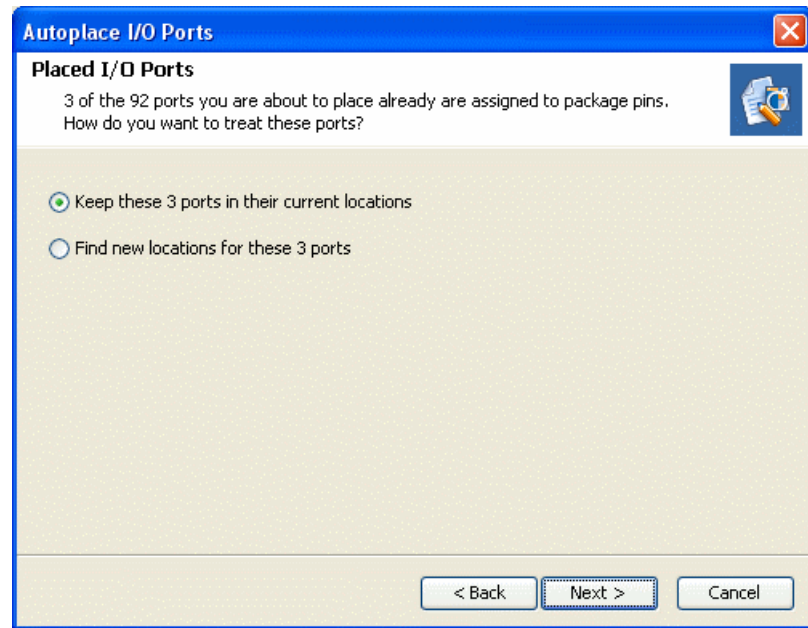 Autoplace I/O Ports
Placed I/O Ports
3 of the 92 ports you are about to place already are assigned to package pins.
How do you want to treat these ports?
Keep these 3 ports in their current locations
Find new locations for these 3 ports
< Back
Next >
Cancel